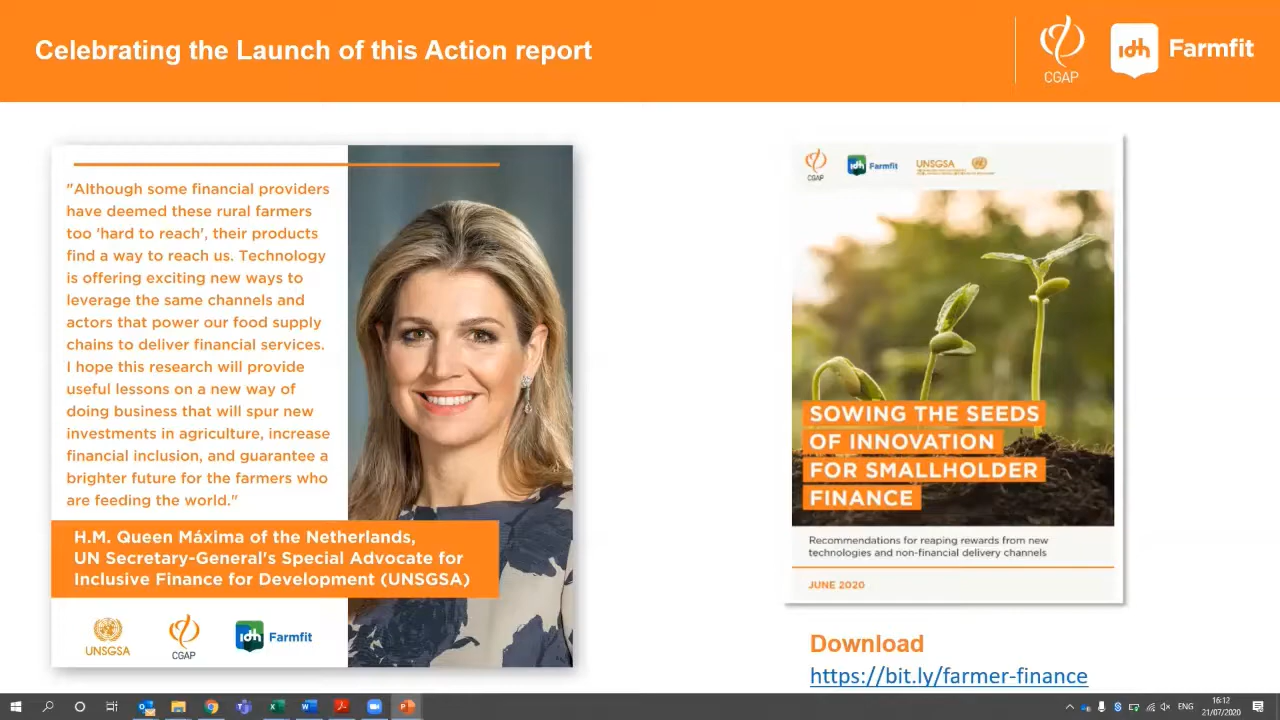 Celebrating the Launch of this Action report
CGAP
idh
Farmfit
"Although some financial providers
have deemed these rural farmers
too 'hard to reach', their products
find a way to reach us. Technology
is offering exciting new ways to
leverage the same channels and
actors that power our food supply
chains to deliver financial services.
I hope this research will provide
useful lessons on a new way of
doing business that will spur new
investments in agriculture, increase
financial inclusion, and guarantee a
brighter future for the farmers who
are feeding the world."
H.M. Queen Máxima of the Netherlands,
UN Secretary-General's Special Advocate for
Inclusive Finance for Development (UNSGSA)
UNSGSA
CGAP
idh
Farmfit
CGAP
idh
Farmfit
UNSGSA
SOWING THE SEEDS
OF INNOVATION
FOR SMALLHOLDER
FINANCE
Recommendations for reaping rewards from new
technologies and non-financial delivery channels
JUNE 2020
Download
https://bit.ly/farmer-finance
ENG
16:12
21/07/2020